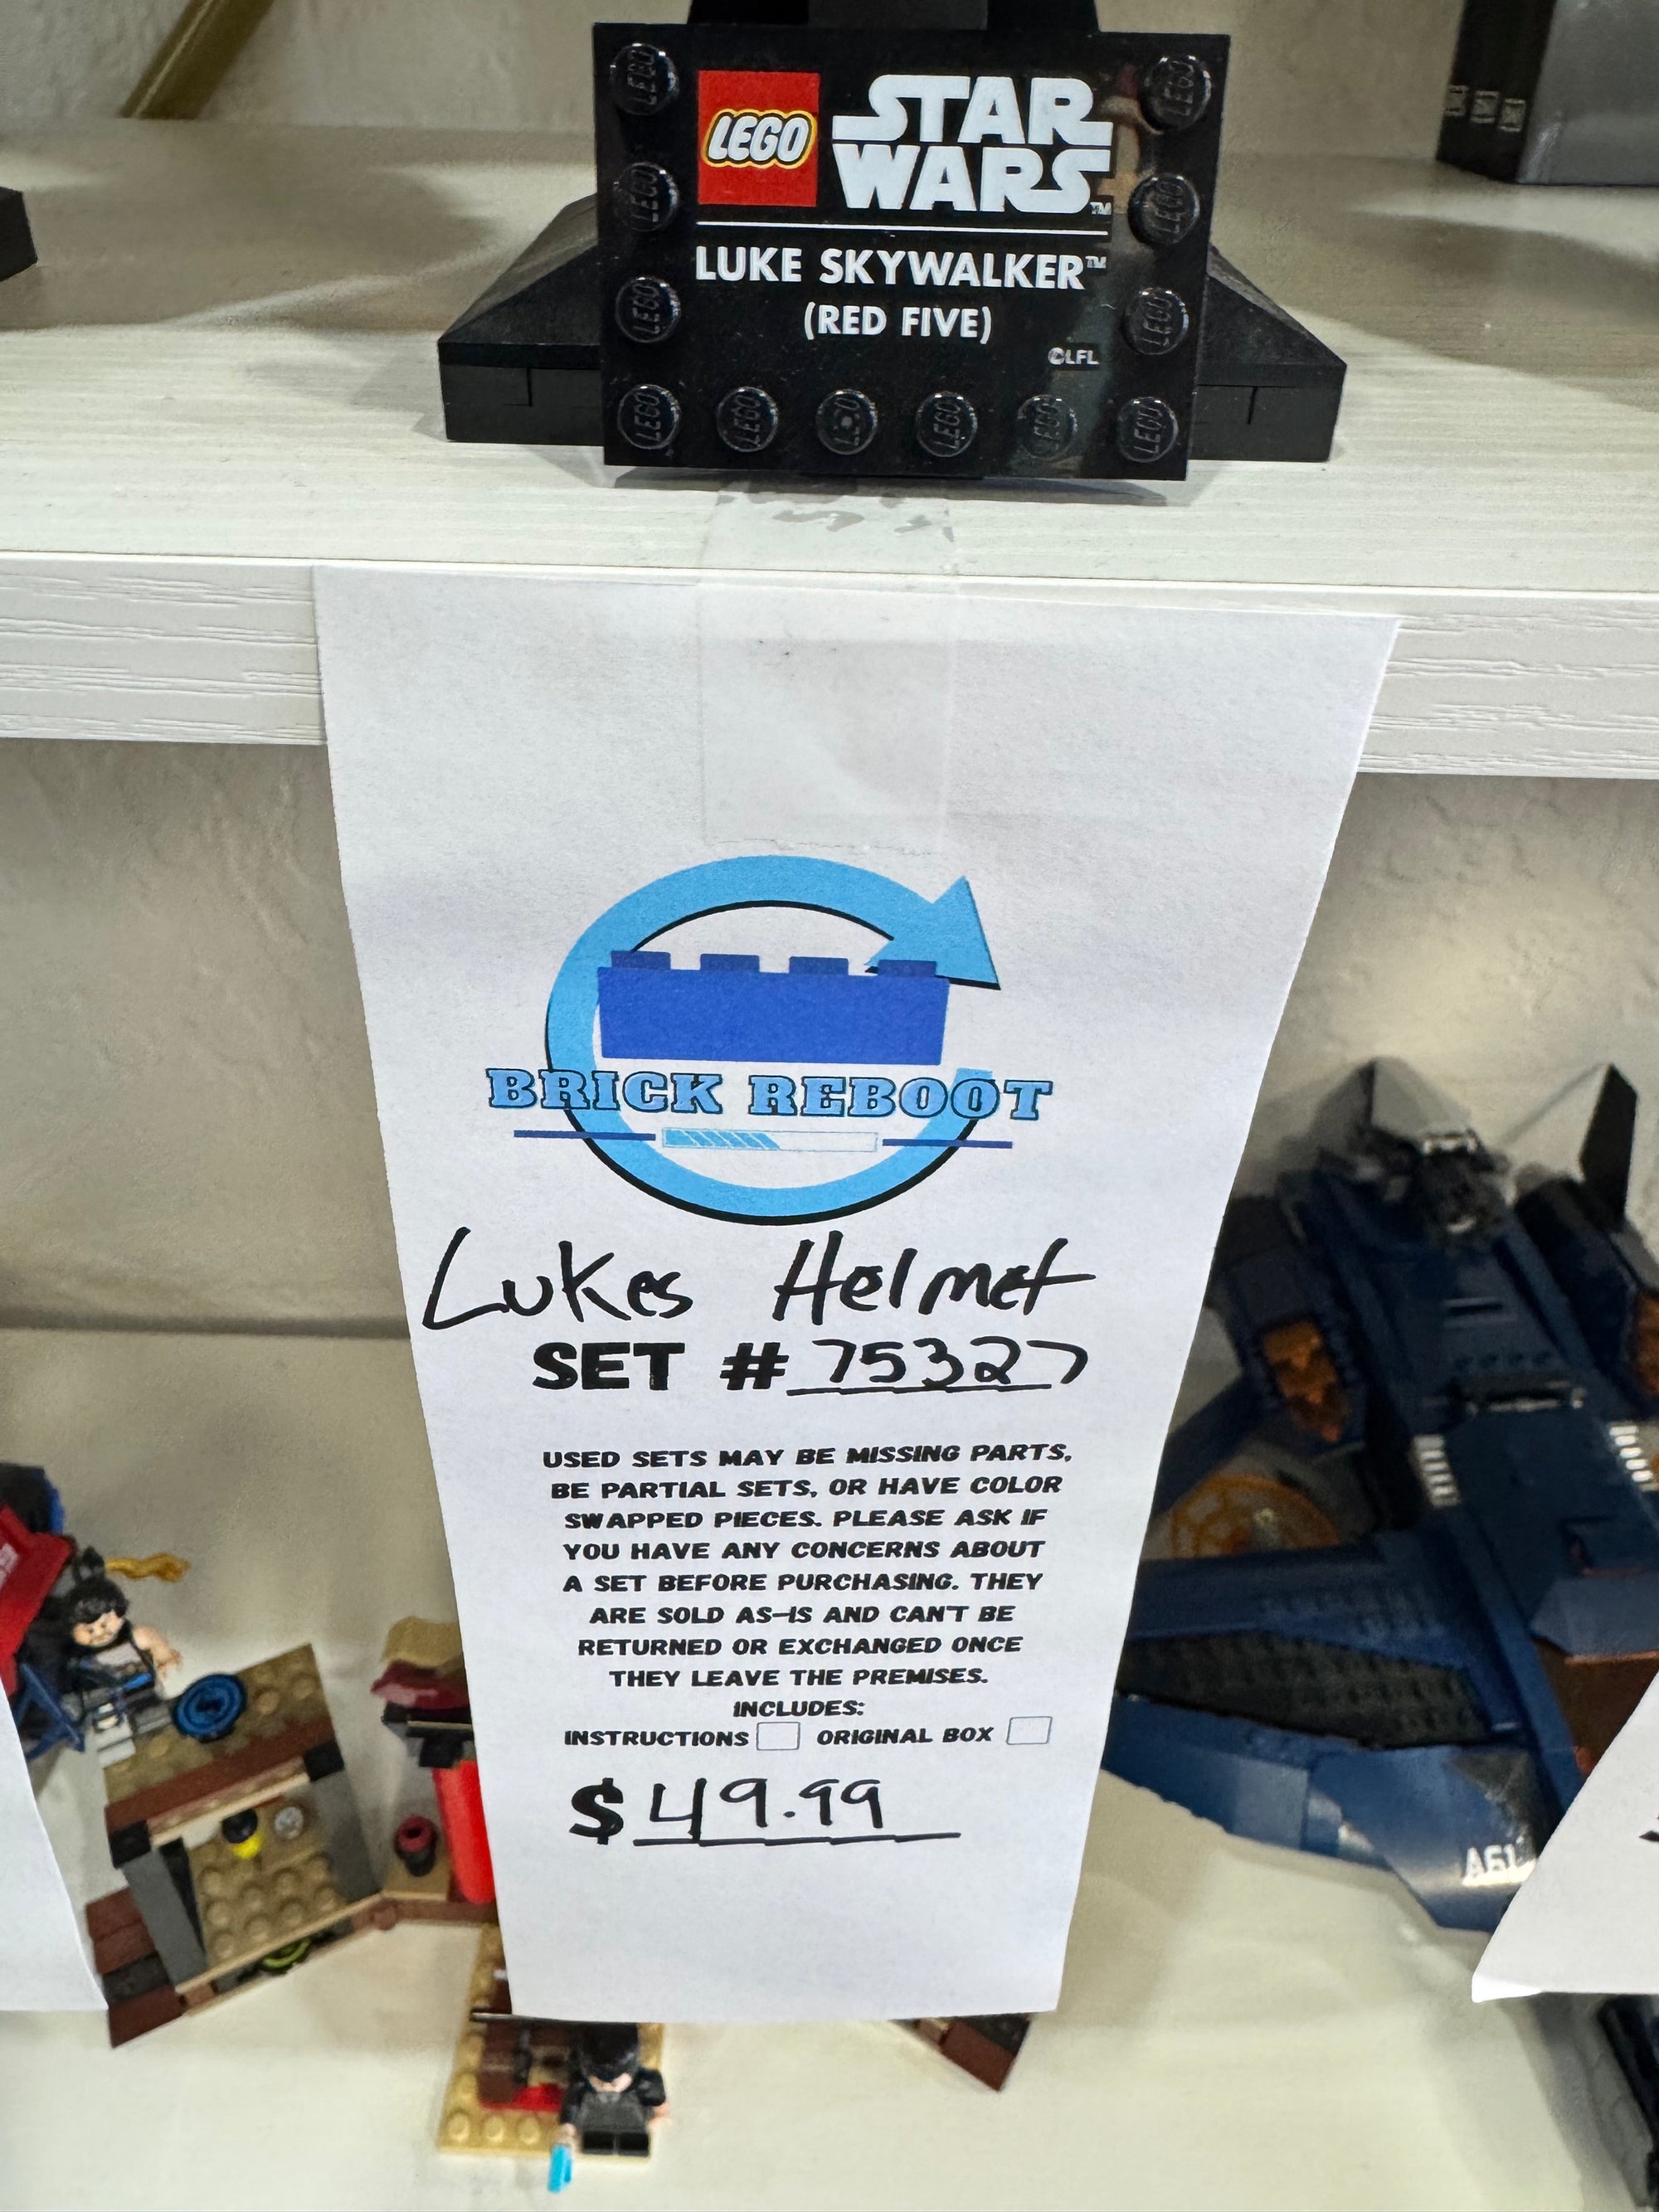 LEGO STAR
WARS™
LUKE SKYWALKER™
(RED FIVE)
©LFL
BRICK REBOOT
Lukes Helmet
SET # 75327
USED SETS MAY BE MISSING PARTS,
BE PARTIAL SETS, OR HAVE COLOR
SWAPPED PIECES. PLEASE ASK IF
YOU HAVE ANY CONCERNS ABOUT
A SET BEFORE PURCHASING. THEY
ARE SOLD AS-IS AND CAN'T BE
RETURNED OR EXCHANGED ONCE
THEY LEAVE THE PREMISES.
INCLUDES:
INSTRUCTIONS ORIGINAL BOX
$ 49.99
A61